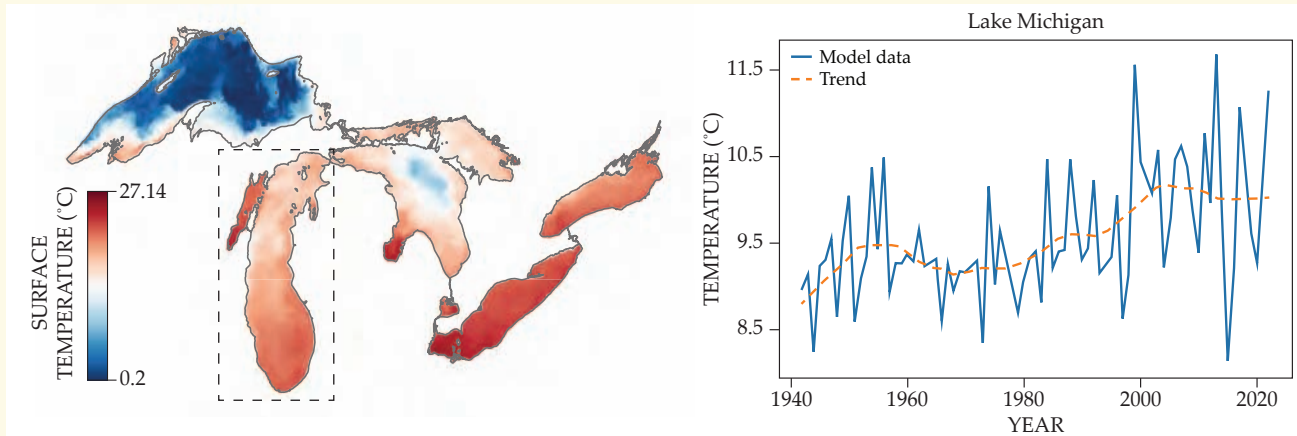 Lake Michigan
Model data
Trend
11.5
10.5
9.5
8.5
TEMPERATURE (°C)
1940
1960
1980
2000
2020
YEAR
27.14
0.2
SURFACE
TEMPERATURE (°C)